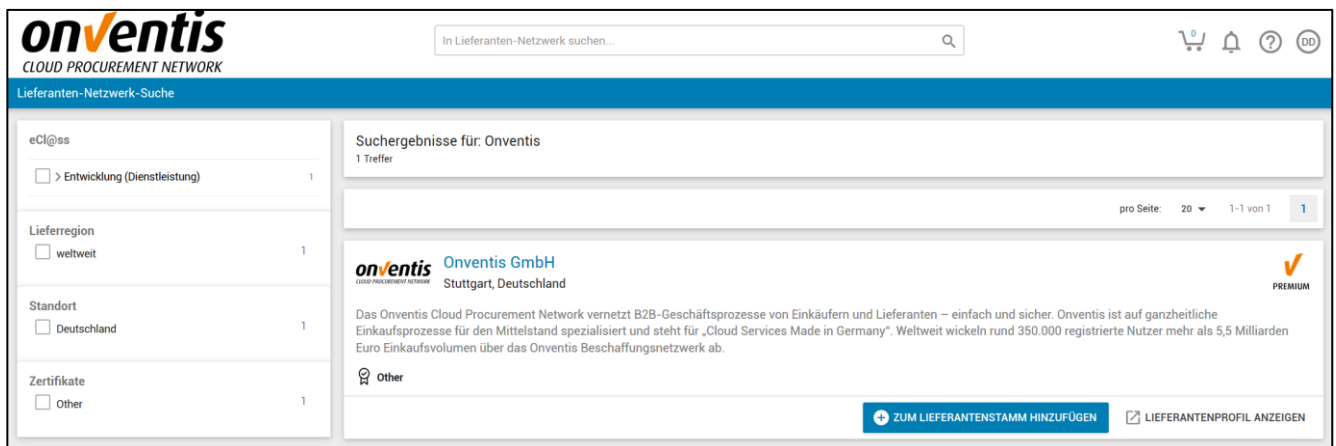 onventis
CLOUD PROCUREMENT NETWORK
In Lieferanten-Netzwerk suchen...
0
DD
Lieferanten-Netzwerk-Suche
eCl@ss
> Entwicklung (Dienstleistung) 1
Lieferregion
weltweit 1
Standort
Deutschland 1
Zertifikate
Other 1
Suchergebnisse für: Onventis
1 Treffer
pro Seite: 20 1-1 von 1 1
onventis
CLOUD PROCUREMENT NETWORK
Onventis GmbH
Stuttgart, Deutschland
PREMIUM
Das Onventis Cloud Procurement Network vernetzt B2B-Geschäftsprozesse von Einkäufern und Lieferanten – einfach und sicher. Onventis ist auf ganzheitliche
Einkaufsprozesse für den Mittelstand spezialisiert und steht für „Cloud Services Made in Germany“. Weltweit wickeln rund 350.000 registrierte Nutzer mehr als 5,5 Milliarden
Euro Einkaufsvolumen über das Onventis Beschaffungsnetzwerk ab.
Other
ZUM LIEFERANTENSTAMM HINZUFÜGEN
LIEFERANTENPROFIL ANZEIGEN